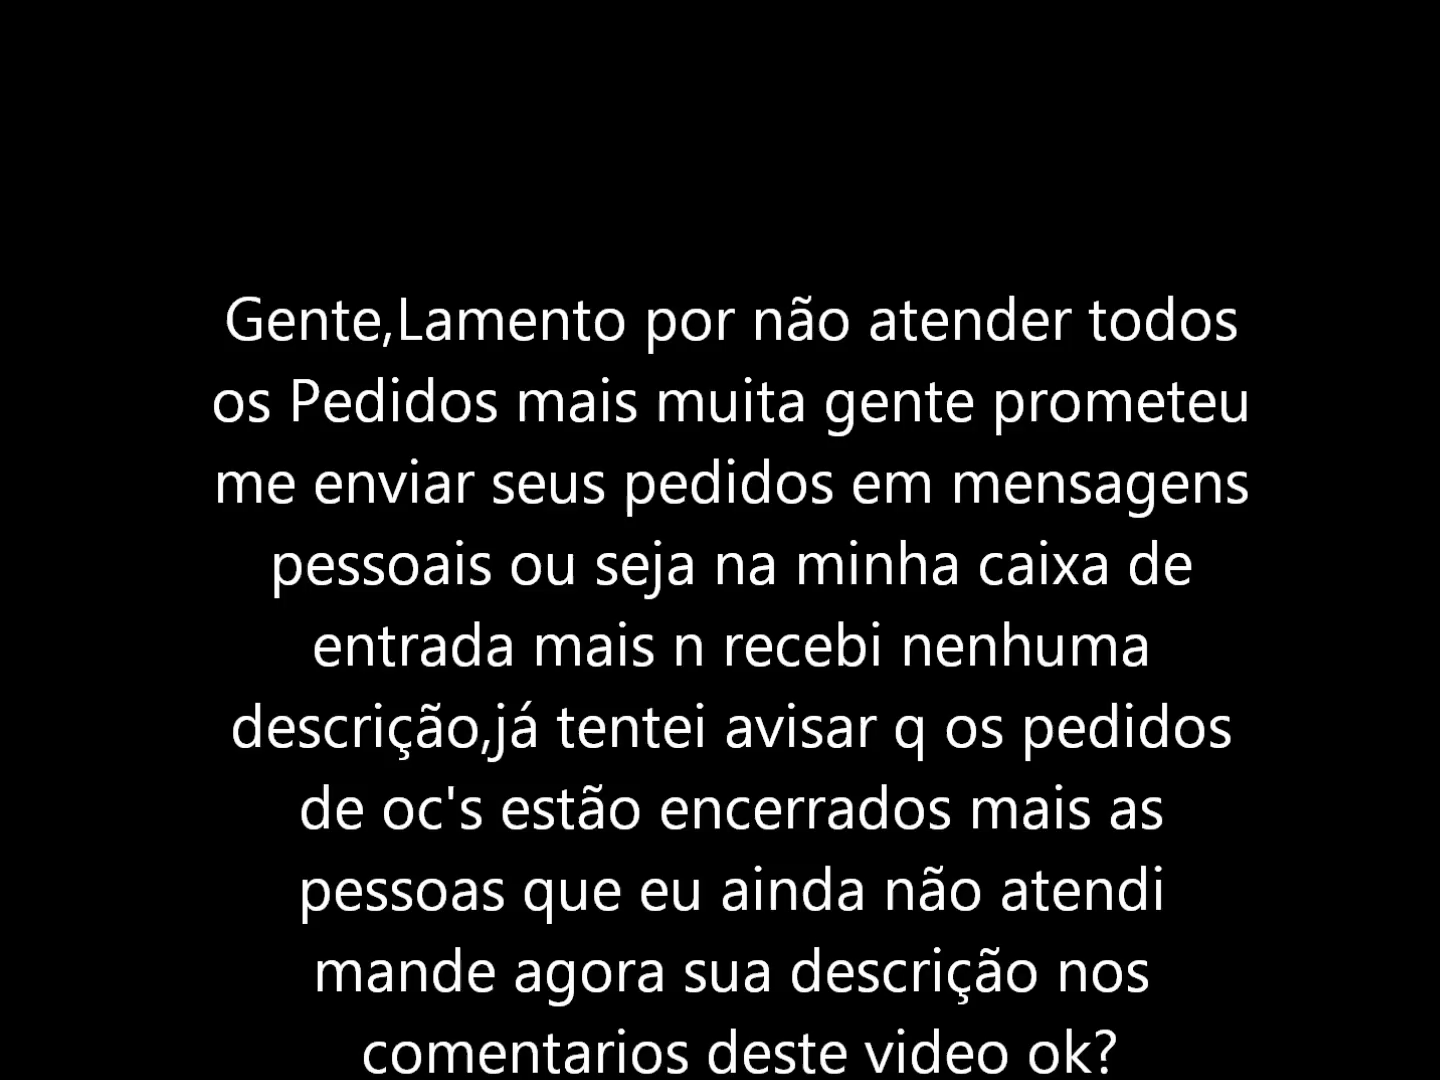 Gente,Lamento por não atender todos
os Pedidos mais muita gente prometeu
me enviar seus pedidos em mensagens
pessoais ou seja na minha caixa de
entrada mais n recebi nenhuma
descrição,já tentei avisar q os pedidos
de oc's estão encerrados mais as
pessoas que eu ainda não atendi
mande agora sua descrição nos
comentarios deste video ok?